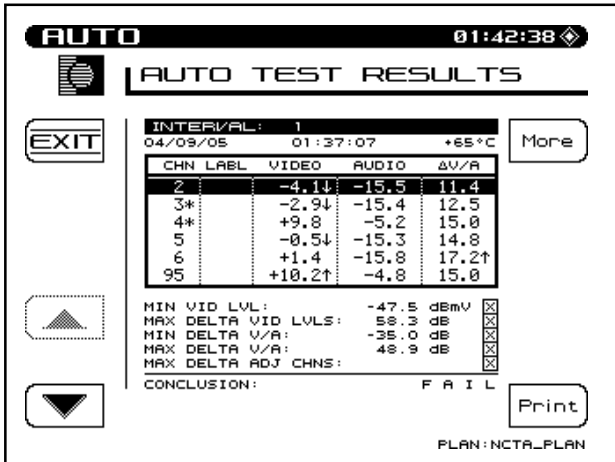 AUTO 01:42:38
AUTO TEST RESULTS
EXIT
More
INTERVAL: 1
04/09/05 01:37:07 +65°C
CHN LABL VIDEO AUDIO ΔV/A
2 -4.1↓ -15.5 11.4
3* -2.9↓ -15.4 12.5
4* +9.8 -5.2 15.0
5 -0.5↓ -15.3 14.8
6 +1.4 -15.8 17.2↑
95 +10.2↑ -4.8 15.0
MIN VID LVL: -47.5 dBmV
MAX DELTA VID LVLS: 58.3 dB
MIN DELTA V/A: -35.0 dB
MAX DELTA V/A: 48.9 dB
MAX DELTA ADJ CHNS:
CONCLUSION: F A I L
Print
PLAN:NCTA_PLAN